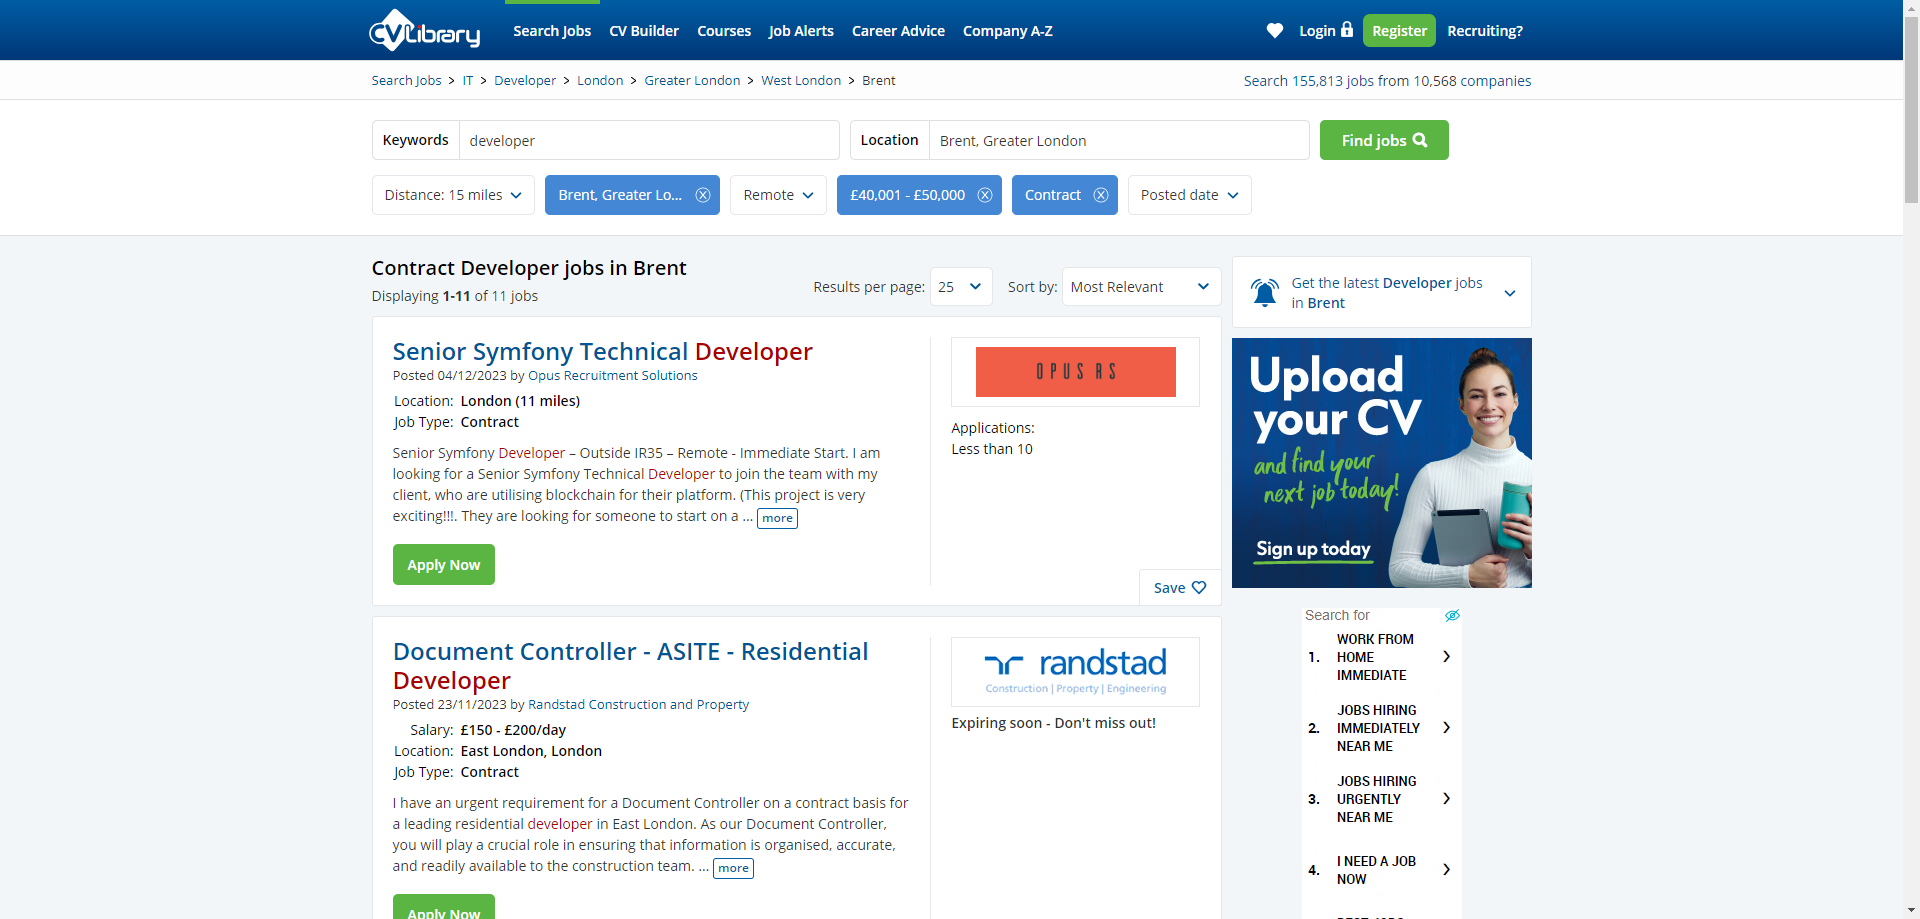 CV Library
Search Jobs CV Builder Courses Job Alerts Career Advice Company A-Z Login Register Recruiting?
Search Jobs > IT > Developer > London > Greater London > West London > Brent Search 155,813 jobs from 10,568 companies
Keywords developer Location Brent, Greater London Find jobs
Distance: 15 miles Brent, Greater Lo... Remote £40,001 - £50,000 Contract Posted date
Contract Developer jobs in Brent
Displaying 1-11 of 11 jobs
Results per page: 25 Sort by: Most Relevant
Senior Symfony Technical Developer
Posted 04/12/2023 by Opus Recruitment Solutions
Location: London (11 miles)
Job Type: Contract
Senior Symfony Developer – Outside IR35 – Remote - Immediate Start. I am
looking for a Senior Symfony Technical Developer to join the team with my
client, who are utilising blockchain for their platform. (This project is very
exciting!!!. They are looking for someone to start on a ... more
Apply Now
OPUS RS
Applications:
Less than 10
Save
Document Controller - ASITE - Residential
Developer
Posted 23/11/2023 by Randstad Construction and Property
Salary: £150 - £200/day
Location: East London, London
Job Type: Contract
I have an urgent requirement for a Document Controller on a contract basis for
a leading residential developer in East London. As our Document Controller,
you will play a crucial role in ensuring that information is organised, accurate,
and readily available to the construction team. ... more
Apply Now
randstad
Construction | Property | Engineering
Expiring soon - Don't miss out!
Get the latest Developer jobs
in Brent
Upload
your CV
and find your
next job today!
Sign up today
Search for
1. WORK FROM
HOME
IMMEDIATE
2. JOBS HIRING
IMMEDIATELY
NEAR ME
3. JOBS HIRING
URGENTLY
NEAR ME
4. I NEED A JOB
NOW